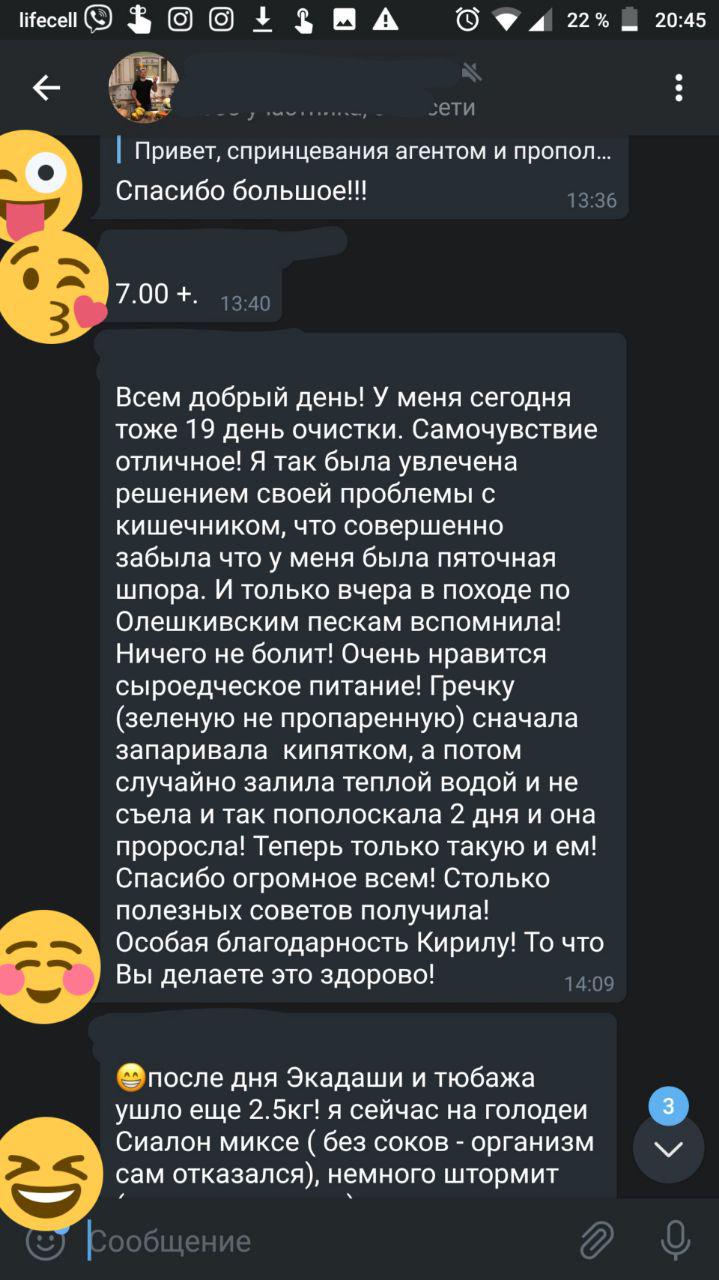 lifecell
22 %
20:45
сети
Привет, спринцевания агентом и пропол...
Спасибо большое!!!
13:36
7.00 +.
13:40
Всем добрый день! У меня сегодня
тоже 19 день очистки. Самочувствие
отличное! Я так была увлечена
решением своей проблемы с
кишечником, что совершенно
забыла что у меня была пяточная
шпора. И только вчера в походе по
Олешкивским пескам вспомнила!
Ничего не болит! Очень нравится
сыроедческое питание! Гречку
(зеленую не пропаренную) сначала
запаривала кипятком, а потом
случайно залила теплой водой и не
съела и так пополоскала 2 дня и она
проросла! Теперь только такую и ем!
Спасибо огромное всем! Столько
полезных советов получила!
Особая благодарность Кирилу! То что
Вы делаете это здорово!
14:09
😁после дня Экадаши и тюбажа
ушло еще 2.5кг! я сейчас на голодеи
Сиалон миксе ( без соков - организм
сам отказался), немного штормит
3
Сообщение